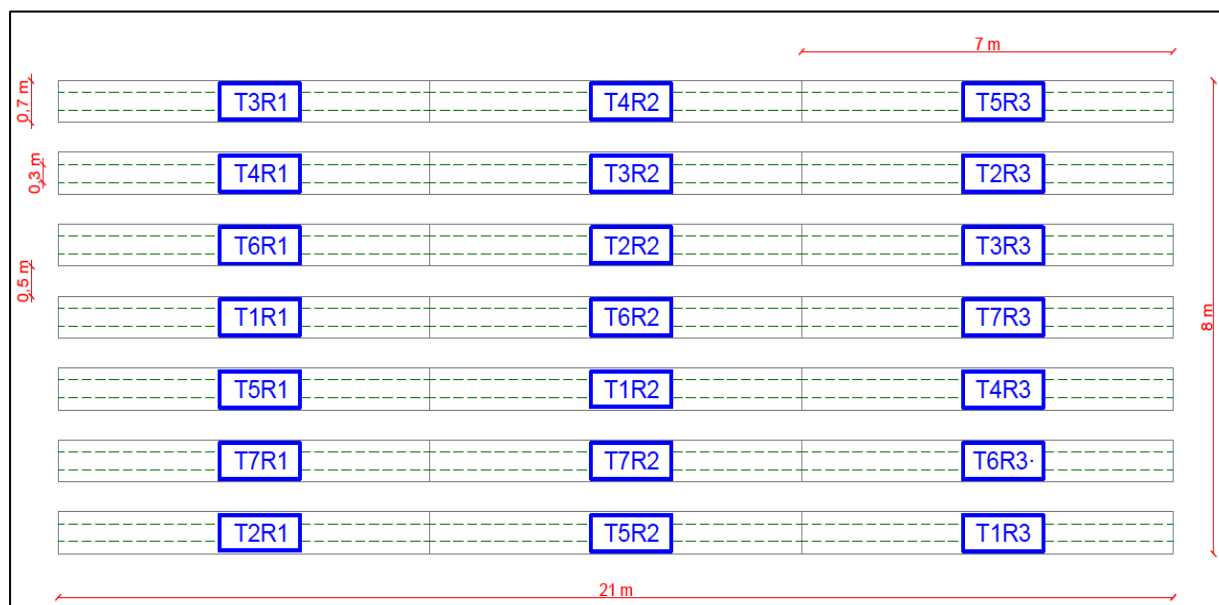 7 m
0,7 m
T3R1 T4R2 T5R3
0,3 m
T4R1 T3R2 T2R3
T6R1 T2R2 T3R3
0,5 m
T1R1 T6R2 T7R3
8 m
T5R1 T1R2 T4R3
T7R1 T7R2 T6R3·
T2R1 T5R2 T1R3
21 m